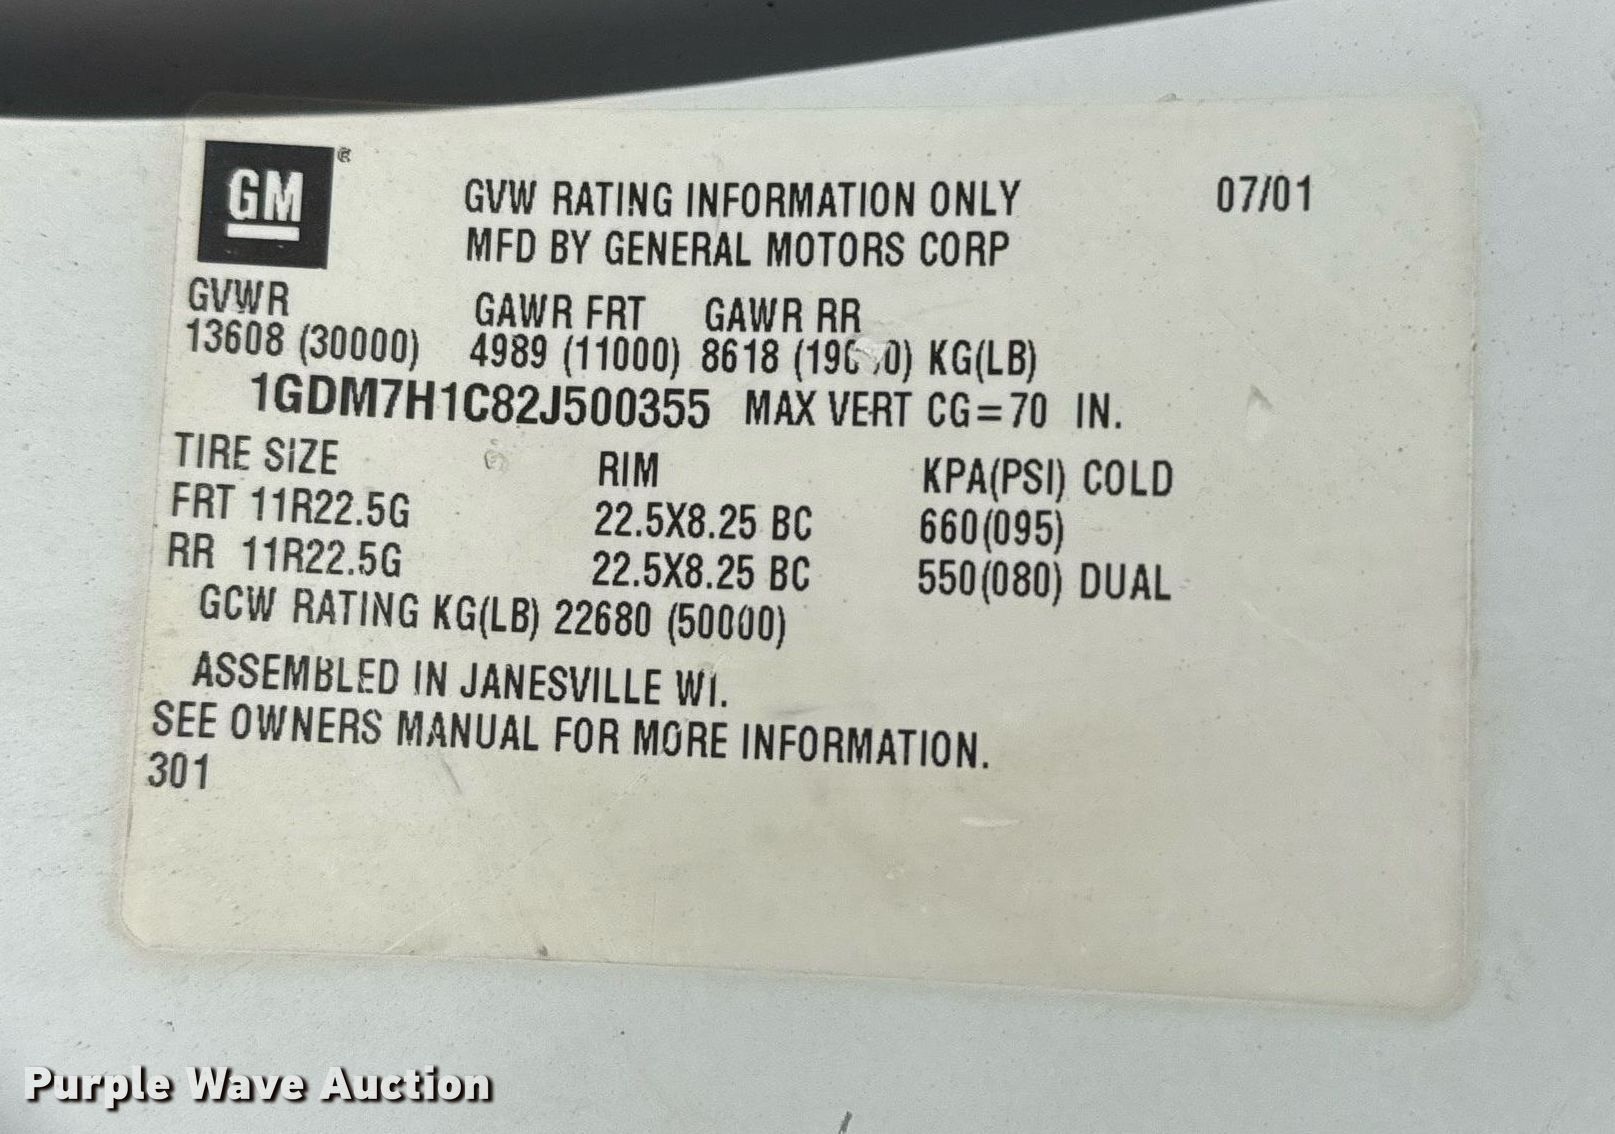 GM ®
GVW RATING INFORMATION ONLY 07/01
MFD BY GENERAL MOTORS CORP
GVWR GAWR FRT GAWR RR
13608 (30000) 4989 (11000) 8618 KG(LB)
1GDM7H1C82J500355 MAX VERT CG=70 IN.
TIRE SIZE RIM KPA(PSI) COLD
FRT 11R22.5G 22.5X8.25 BC 660(095)
RR 11R22.5G 22.5X8.25 BC 550(080) DUAL
GCW RATING KG(LB) 22680 (50000)
ASSEMBLED IN JANESVILLE WI.
SEE OWNERS MANUAL FOR MORE INFORMATION.
301
Purple Wave Auction